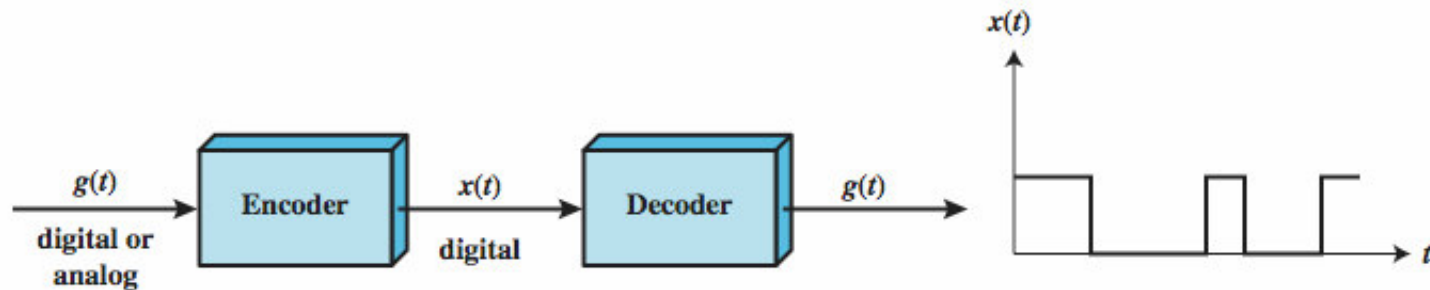 g(t)
digital or
analog
Encoder
x(t)
digital
Decoder
g(t)
x(t)
t